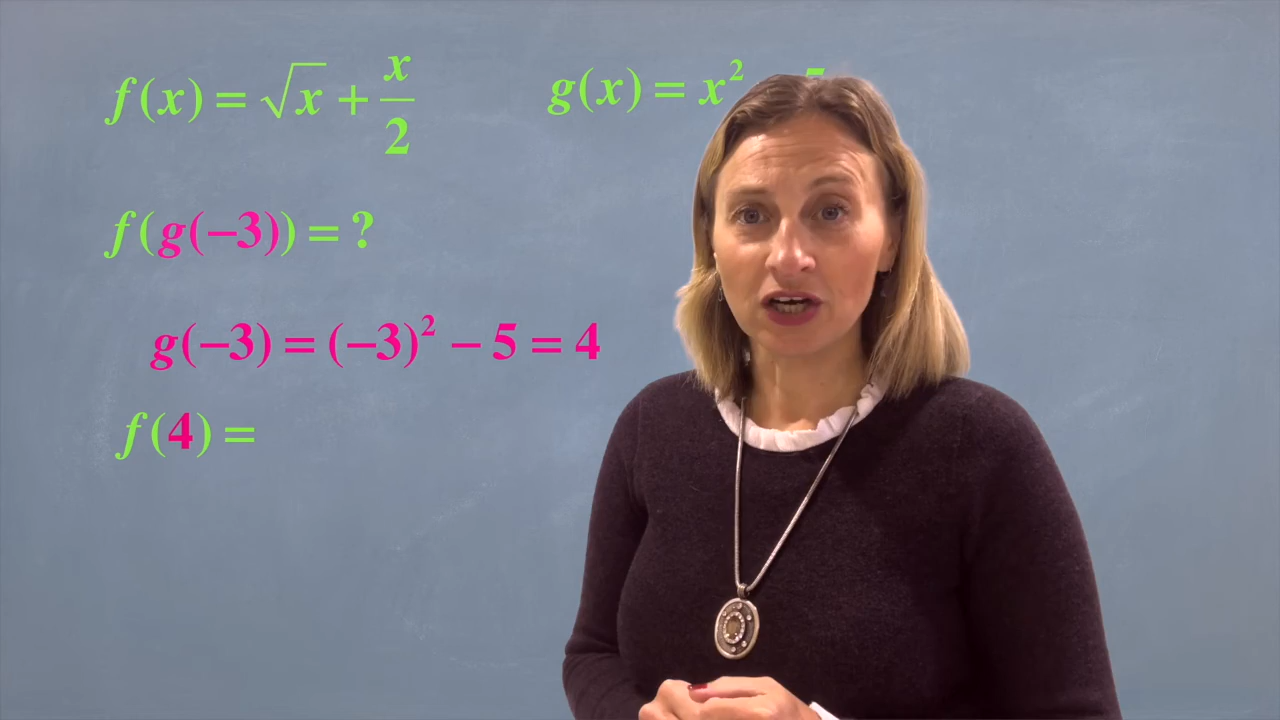 f(x) = √x + x/2
g(x) = x²
f(g(−3)) = ?
g(−3) = (−3)² − 5 = 4
f(4) =